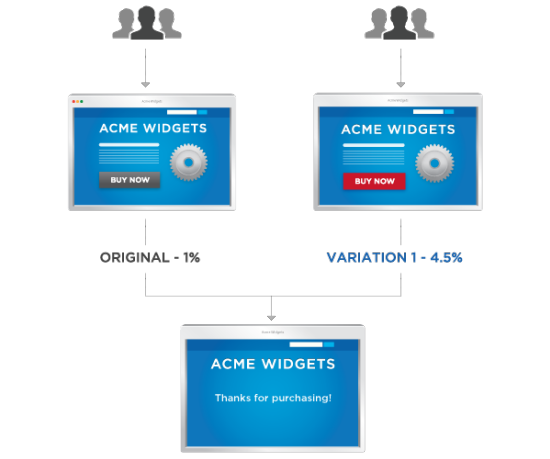 ACME WIDGETS
BUY NOW
ACME WIDGETS
BUY NOW
ORIGINAL - 1%
VARIATION 1 - 4.5%
ACME WIDGETS
Thanks for purchasing!